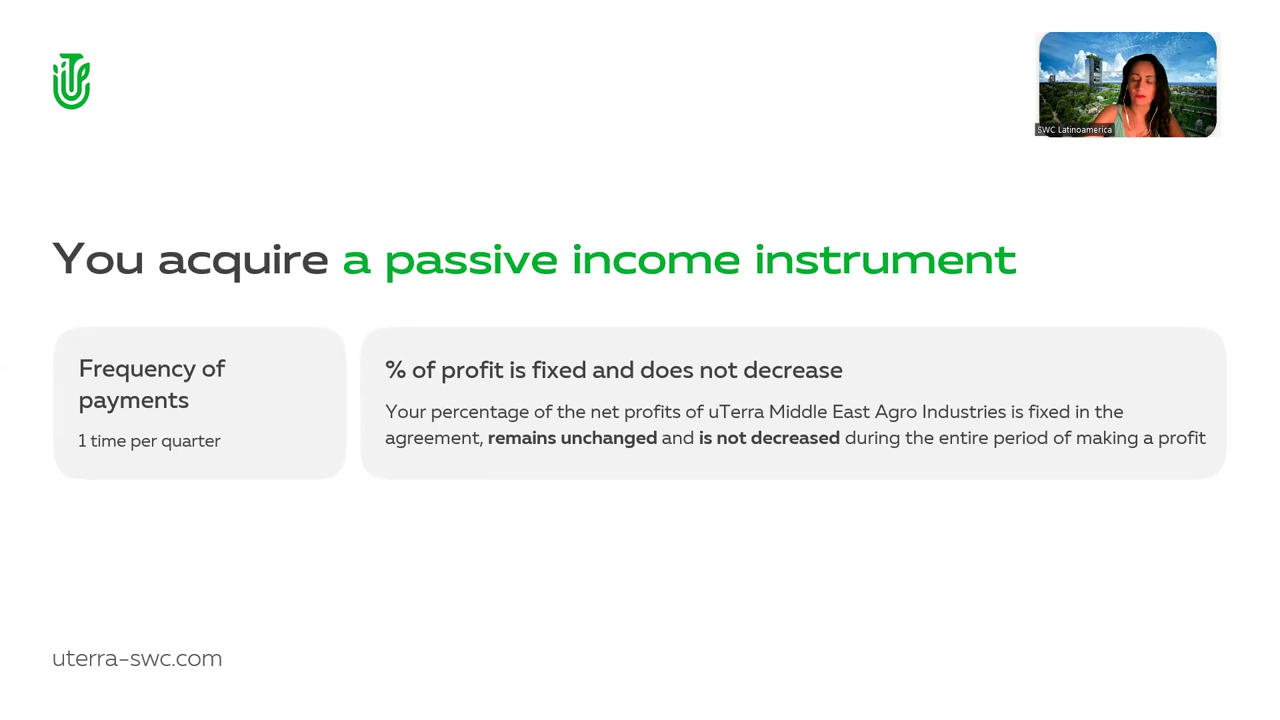 SWC Latinoamerica
You acquire a passive income instrument
Frequency of
payments
1 time per quarter
% of profit is fixed and does not decrease
Your percentage of the net profits of uTerra Middle East Agro Industries is fixed in the
agreement, remains unchanged and is not decreased during the entire period of making a profit
uterra-swc.com